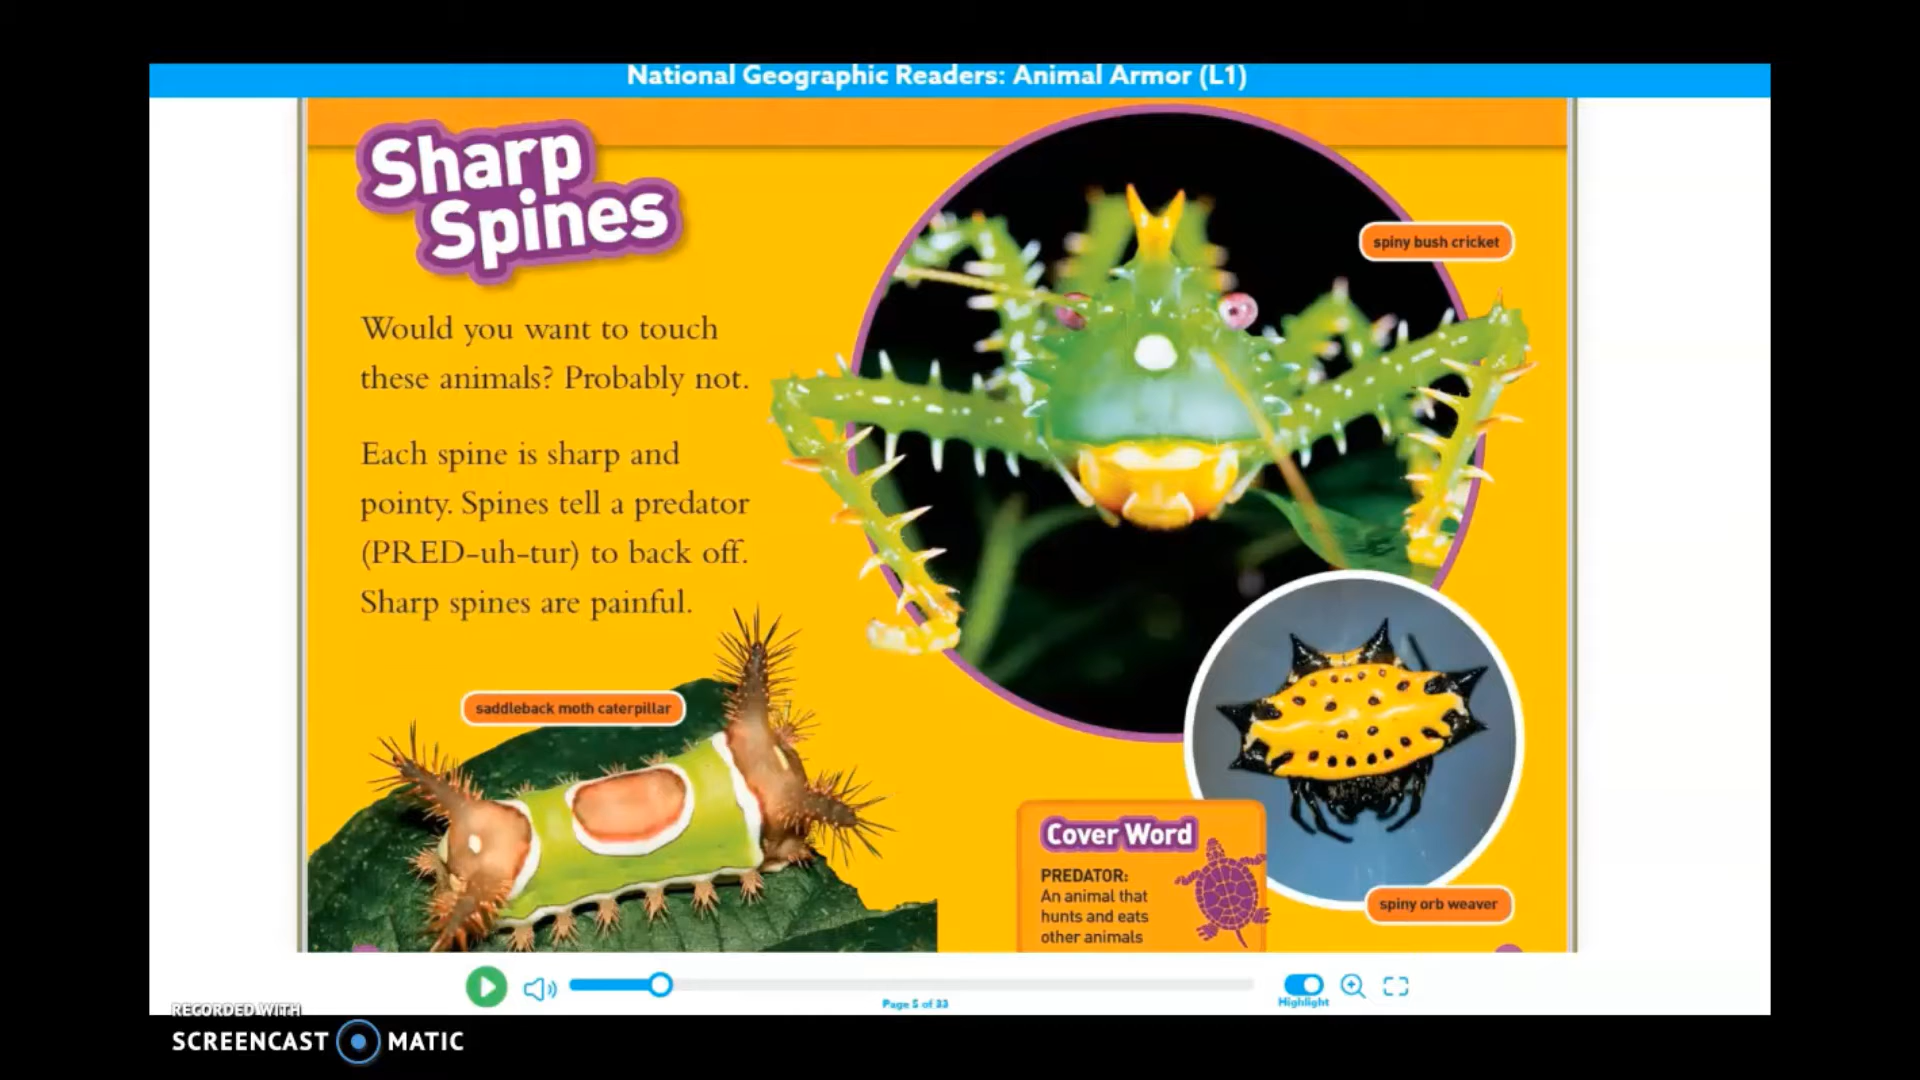 National Geographic Readers: Animal Armor (L1)
Sharp
Spines
Would you want to touch
these animals? Probably not.
Each spine is sharp and
pointy. Spines tell a predator
(PRED-uh-tur) to back off.
Sharp spines are painful.
spiny bush cricket
saddleback moth caterpillar
spiny orb weaver
Cover Word
PREDATOR:
An animal that
hunts and eats
other animals
Page 5 of 33
Highlight
RECORDED WITH
SCREENCAST MATIC